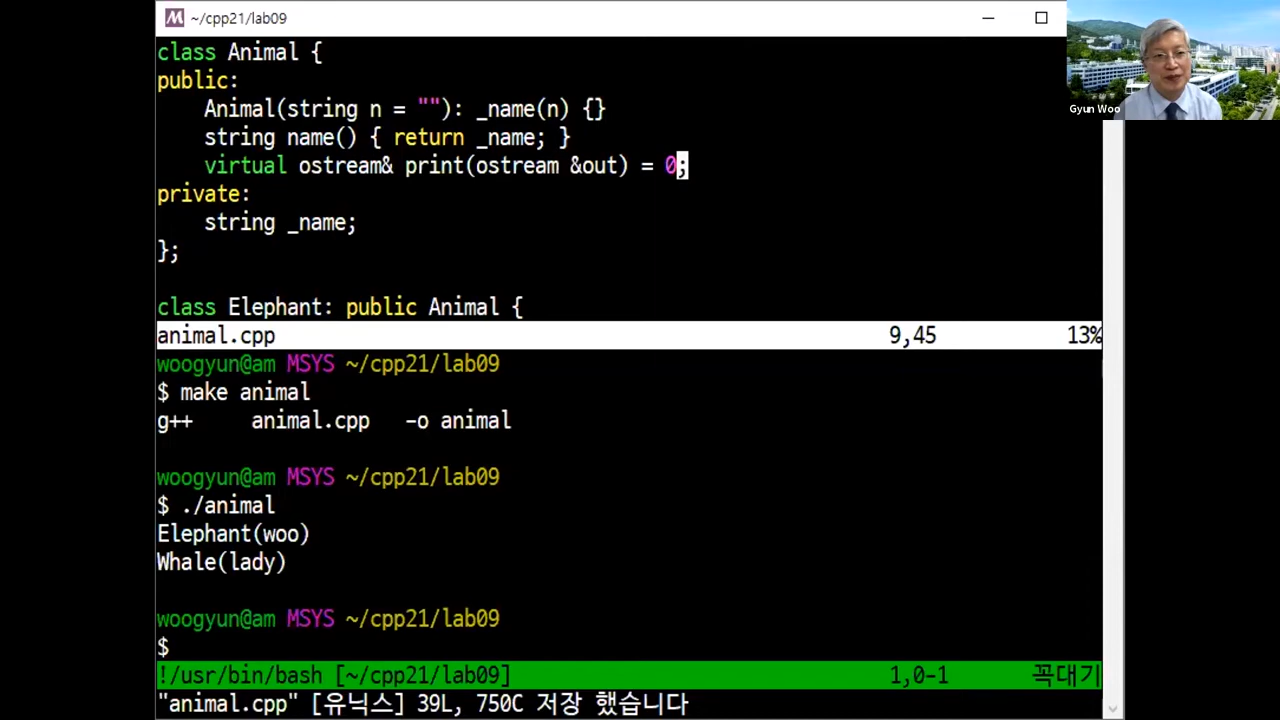 ~/cpp21/lab09
Gyun Woo
class Animal {
public:
    Animal(string n = ""): _name(n) {}
    string name() { return _name; }
    virtual ostream& print(ostream &out) = 0;
private:
    string _name;
};
class Elephant: public Animal {
animal.cpp 9,45 13%
woogyun@am MSYS ~/cpp21/lab09
$ make animal
g++     animal.cpp   -o animal
woogyun@am MSYS ~/cpp21/lab09
$ ./animal
Elephant(woo)
Whale(lady)
woogyun@am MSYS ~/cpp21/lab09
$
!/usr/bin/bash [~/cpp21/lab09] 1,0-1 꼭대기
"animal.cpp" [유닉스] 39L, 750C 저장 했습니다